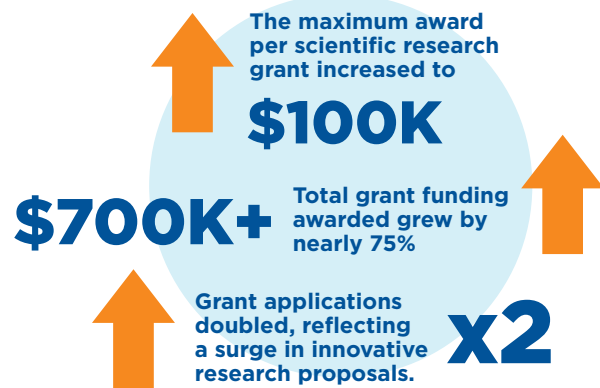 The maximum award
per scientific research
grant increased to
$100K
$700K+
Total grant funding
awarded grew by
nearly 75%
Grant applications
doubled, reflecting
a surge in innovative
research proposals.
x2